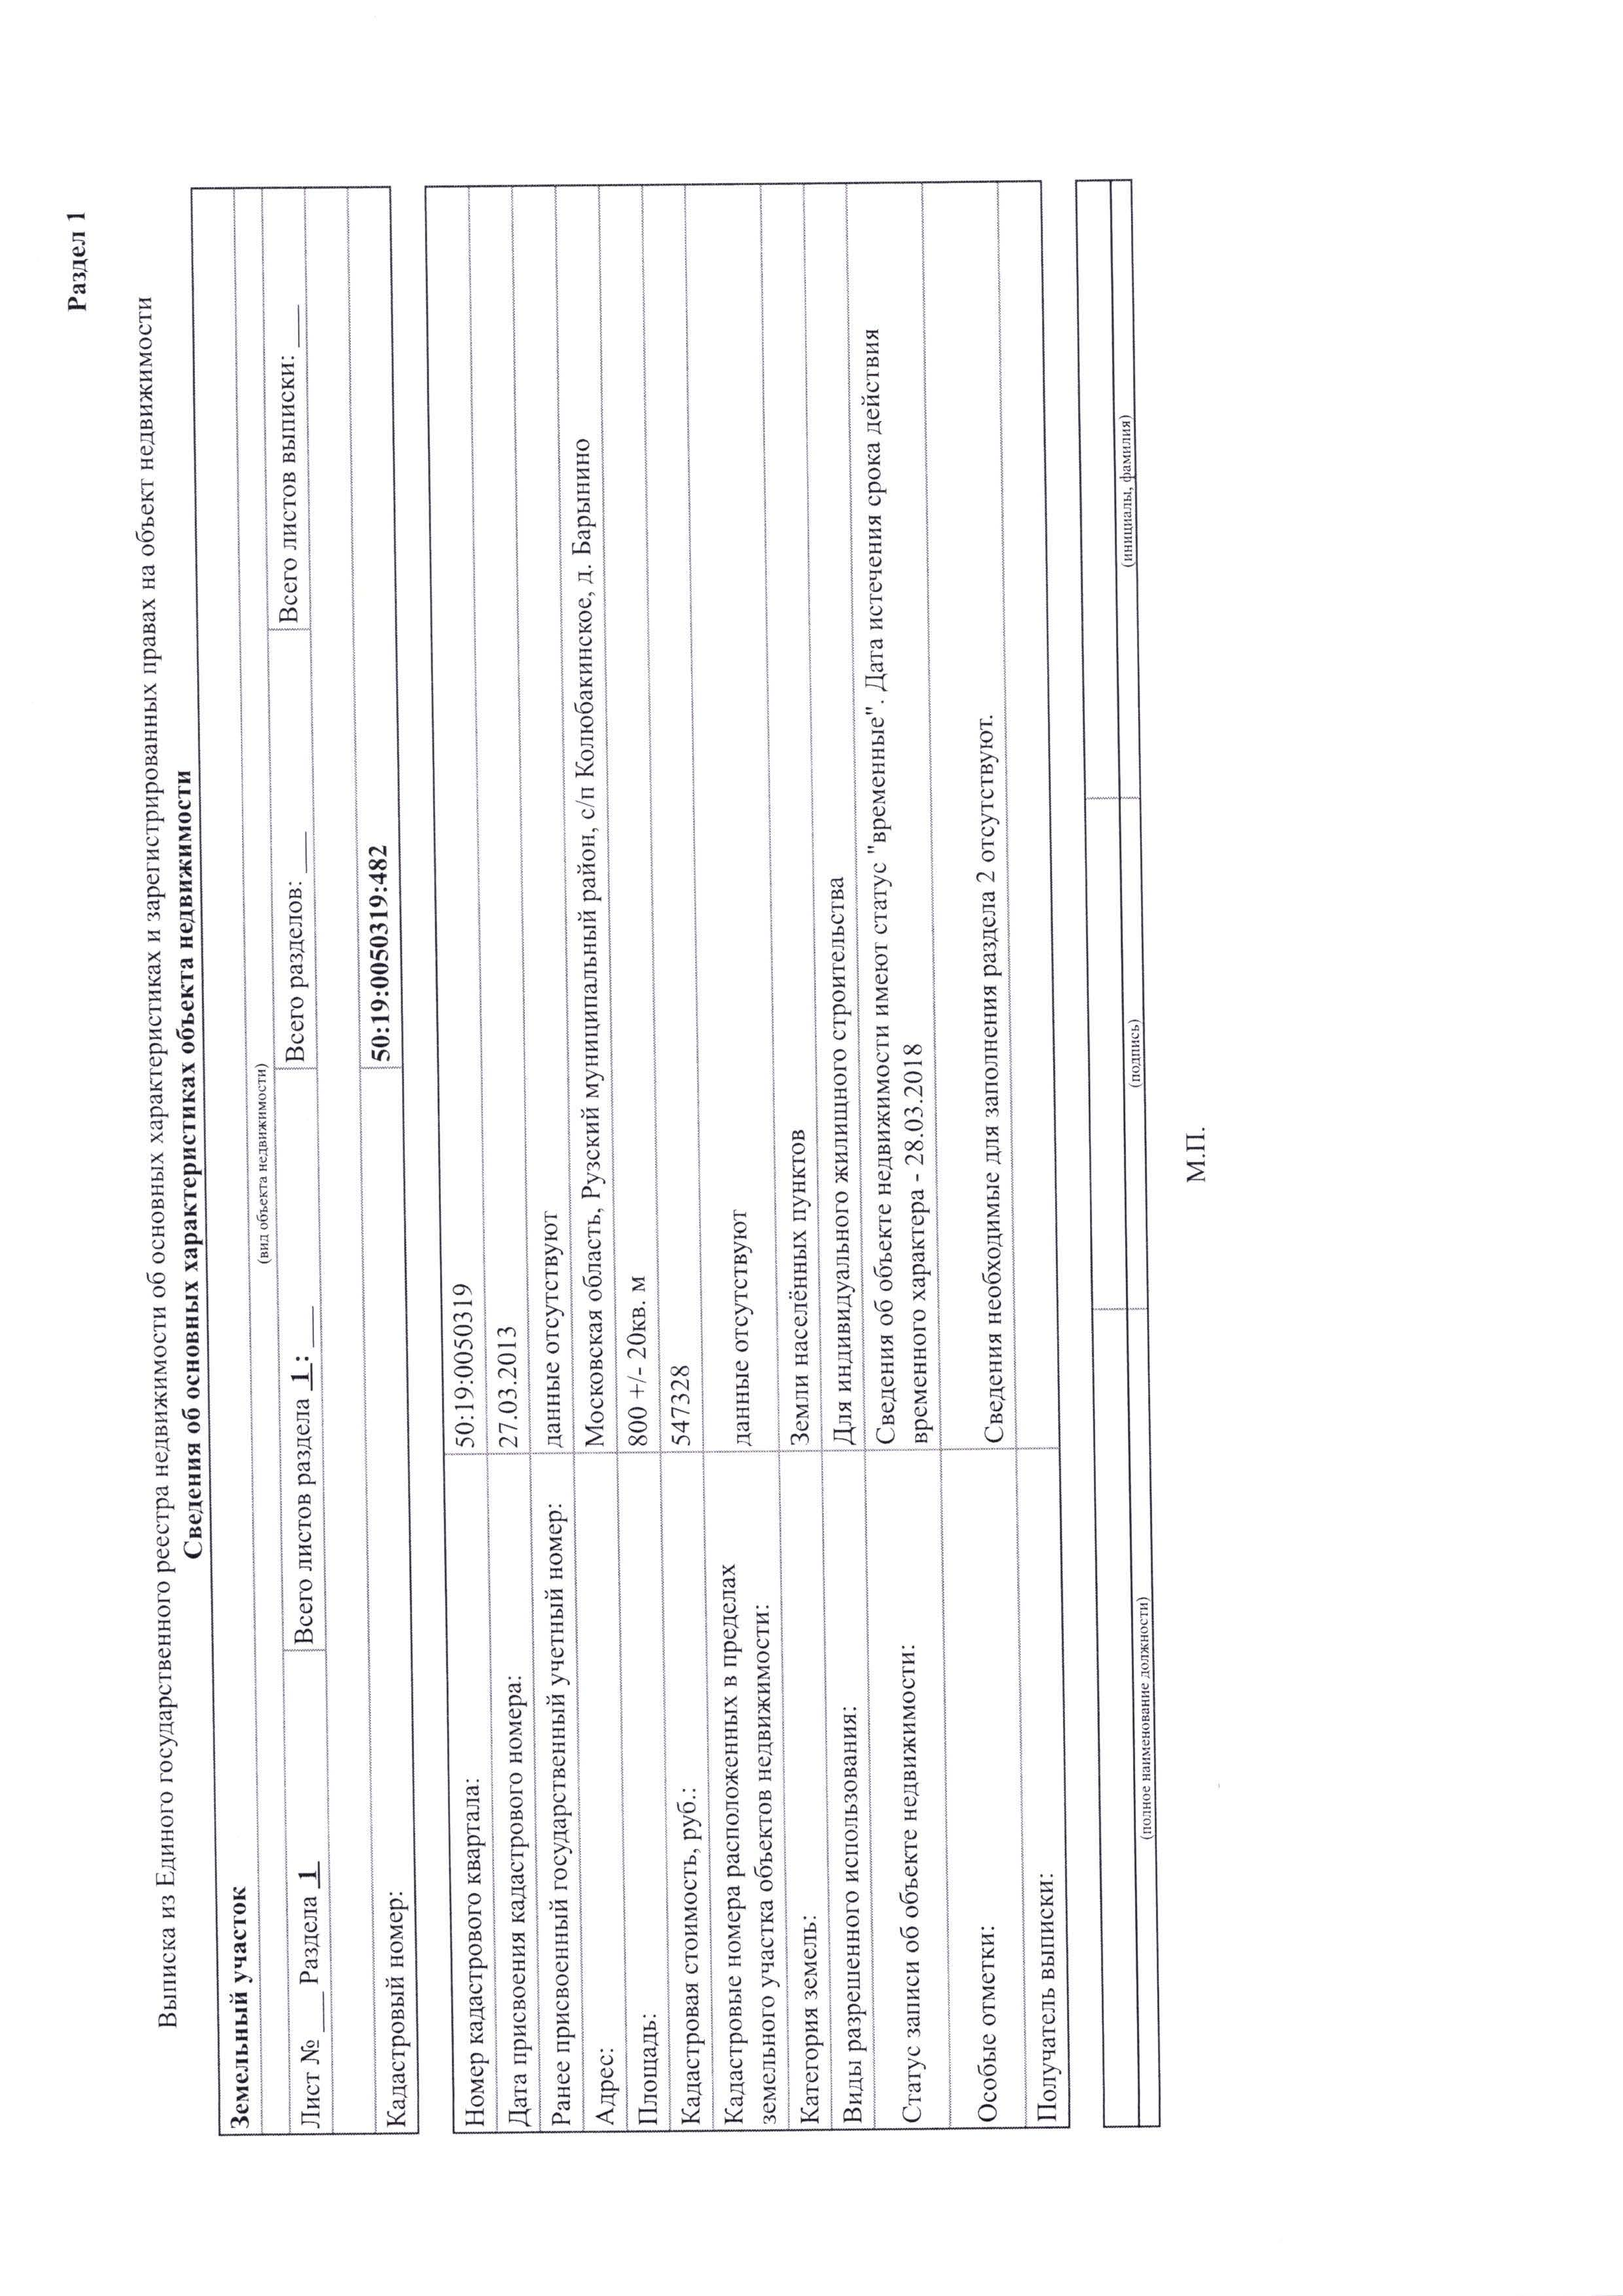 Раздел 1
Выписка из Единого государственного реестра недвижимости об основных характеристиках и зарегистрированных правах на объект недвижимости
Сведения об основных характеристиках объекта недвижимости
Земельный участок
(вид объекта недвижимости)
Лист № ___ Раздела 1 Всего листов раздела 1 : ___ Всего разделов: ___ Всего листов выписки: ___
Кадастровый номер: 50:19:0050319:482
Номер кадастрового квартала: 50:19:0050319
Дата присвоения кадастрового номера: 27.03.2013
Ранее присвоенный государственный учетный номер: данные отсутствуют
Адрес: Московская область, Рузский муниципальный район, с/п Колюбакинское, д. Барынино
Площадь: 800 +/- 20кв. м
Кадастровая стоимость, руб.: 547328
Кадастровые номера расположенных в пределах
земельного участка объектов недвижимости: данные отсутствуют
Категория земель: Земли населённых пунктов
Виды разрешенного использования: Для индивидуального жилищного строительства
Статус записи об объекте недвижимости: Сведения об объекте недвижимости имеют статус "временные". Дата истечения срока действия
временного характера - 28.03.2018
Особые отметки: Сведения необходимые для заполнения раздела 2 отсутствуют.
Получатель выписки:
(полное наименование должности) (подпись) (инициалы, фамилия)
М.П.